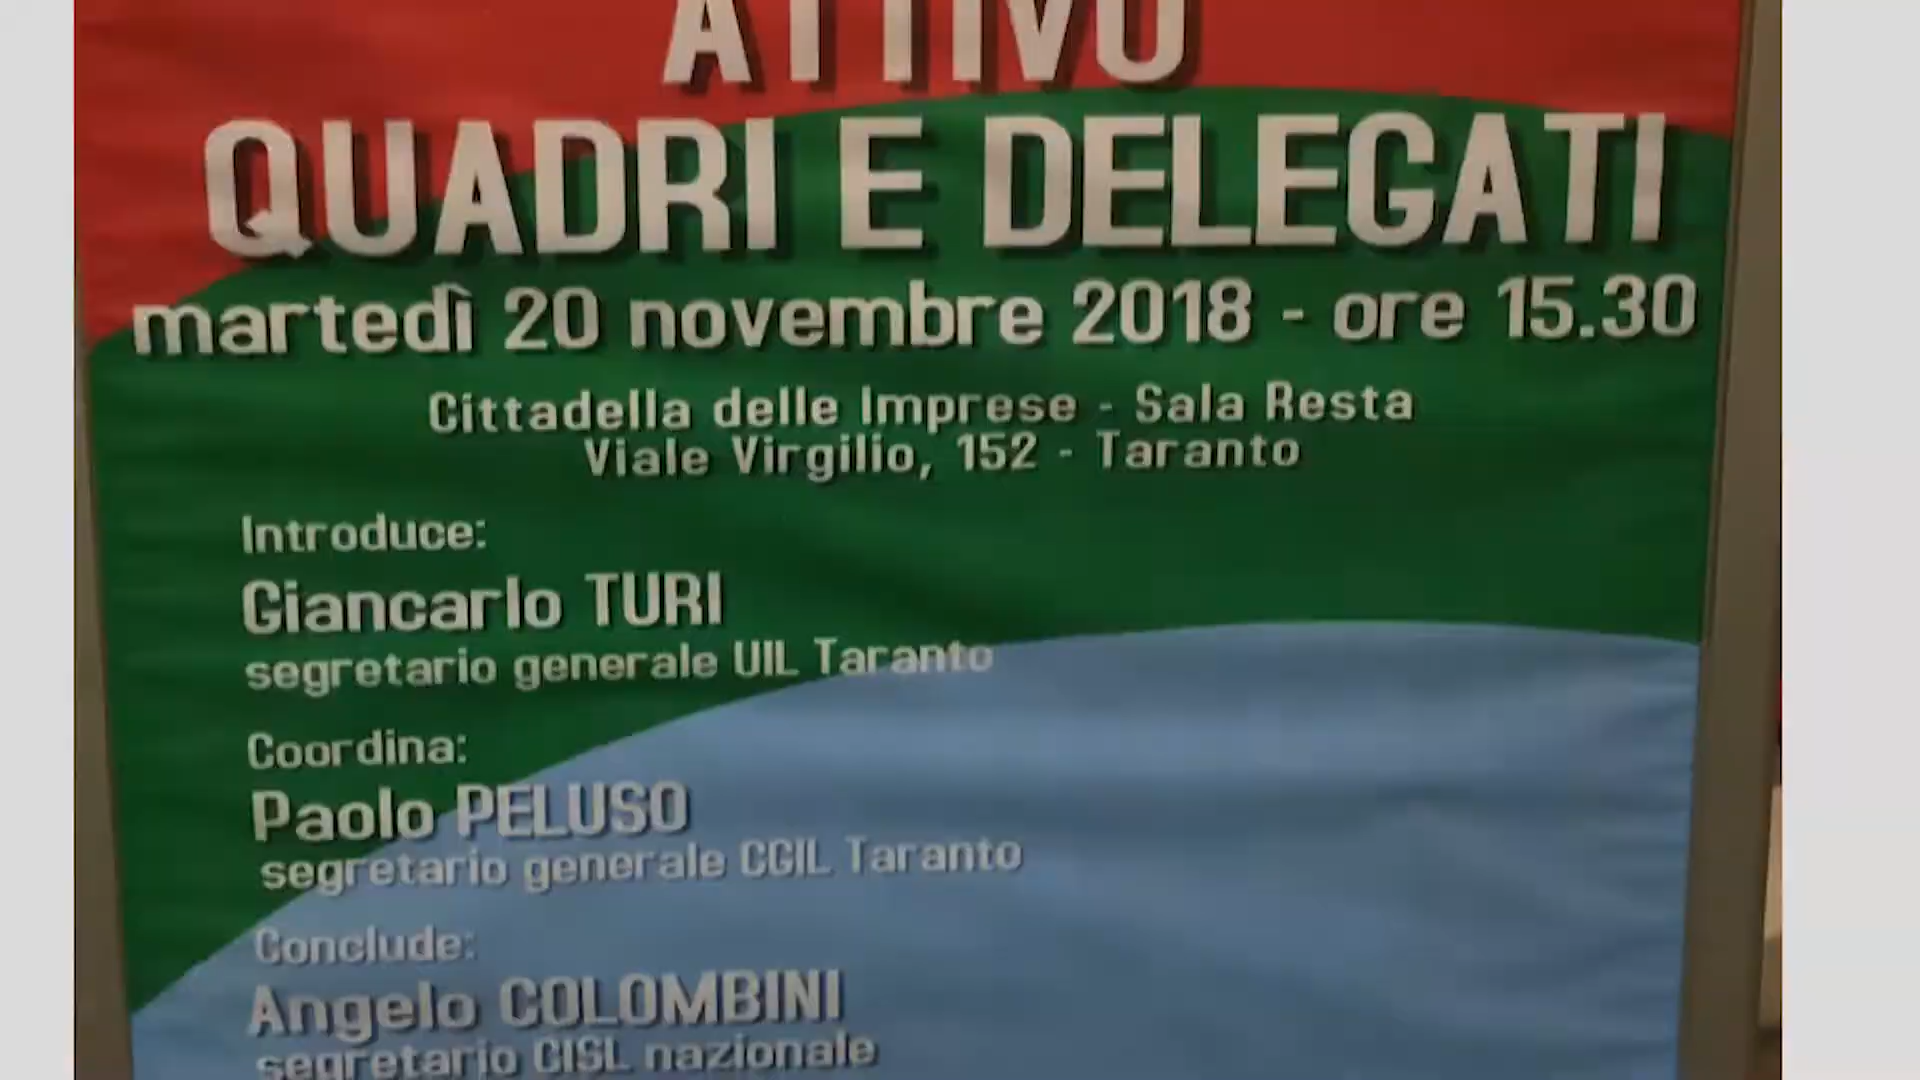 ATTIVO
QUADRI E DELEGATI
martedì 20 novembre 2018 - ore 15.30
Cittadella delle Imprese - Sala Resta
Viale Virgilio, 152 - Taranto
Introduce:
Giancarlo TURI
segretario generale UIL Taranto
Coordina:
Paolo PELUSO
segretario generale CGIL Taranto
Conclude:
Angelo COLOMBINI
segretario CISL nazionale